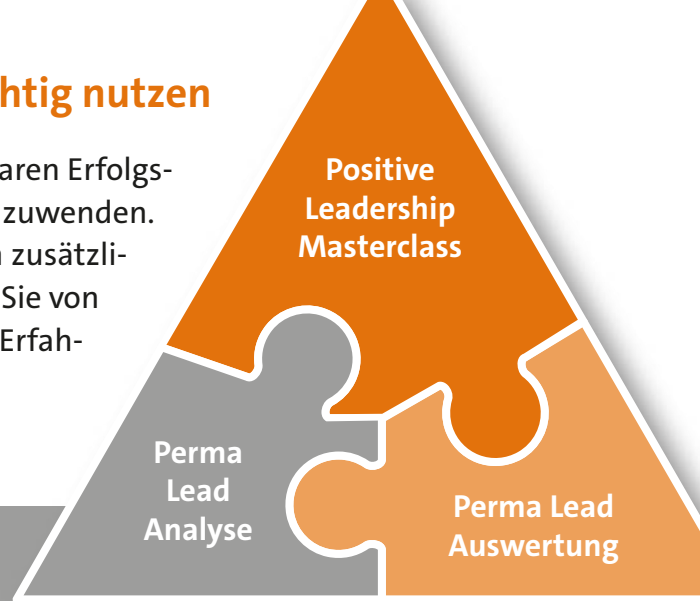 htig nutzen
aren Erfolgs-
zuwenden.
zusätzli-
Sie von
Erfah-
Positive
Leadership
Masterclass
Perma
Lead
Analyse
Perma Lead
Auswertung